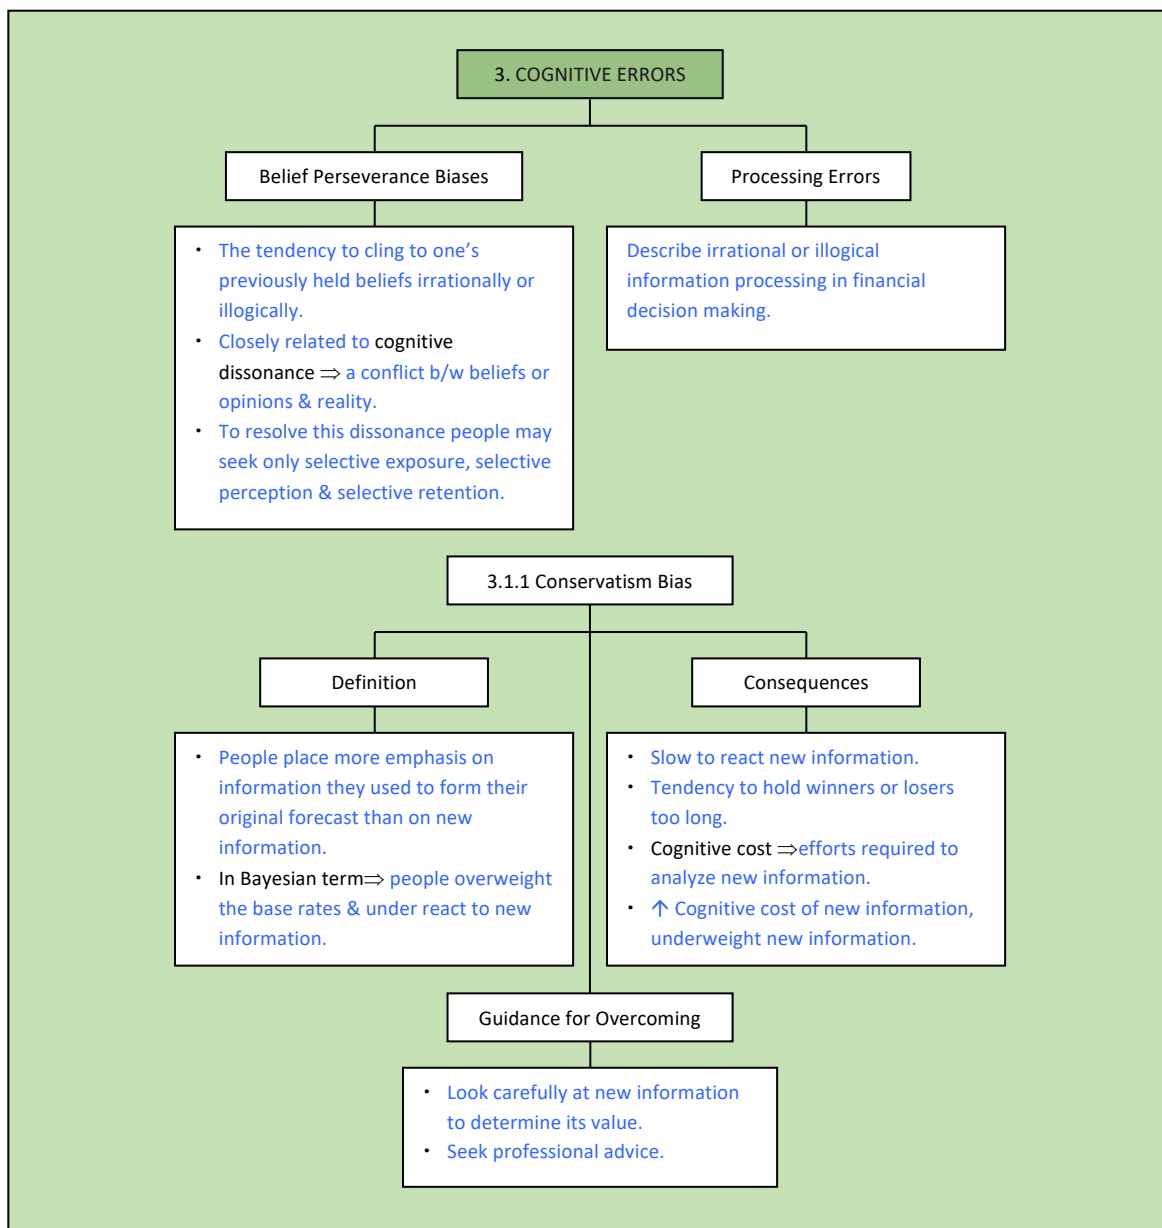 3. COGNITIVE ERRORS
Belief Perseverance Biases
Processing Errors
• The tendency to cling to one’s
previously held beliefs irrationally or
illogically.
• Closely related to cognitive
dissonance ⇒ a conflict b/w beliefs or
opinions & reality.
• To resolve this dissonance people may
seek only selective exposure, selective
perception & selective retention.
Describe irrational or illogical
information processing in financial
decision making.
3.1.1 Conservatism Bias
Definition
Consequences
• People place more emphasis on
information they used to form their
original forecast than on new
information.
• In Bayesian term⇒ people overweight
the base rates & under react to new
information.
• Slow to react new information.
• Tendency to hold winners or losers
too long.
• Cognitive cost ⇒efforts required to
analyze new information.
• ↑ Cognitive cost of new information,
underweight new information.
Guidance for Overcoming
• Look carefully at new information
to determine its value.
• Seek professional advice.